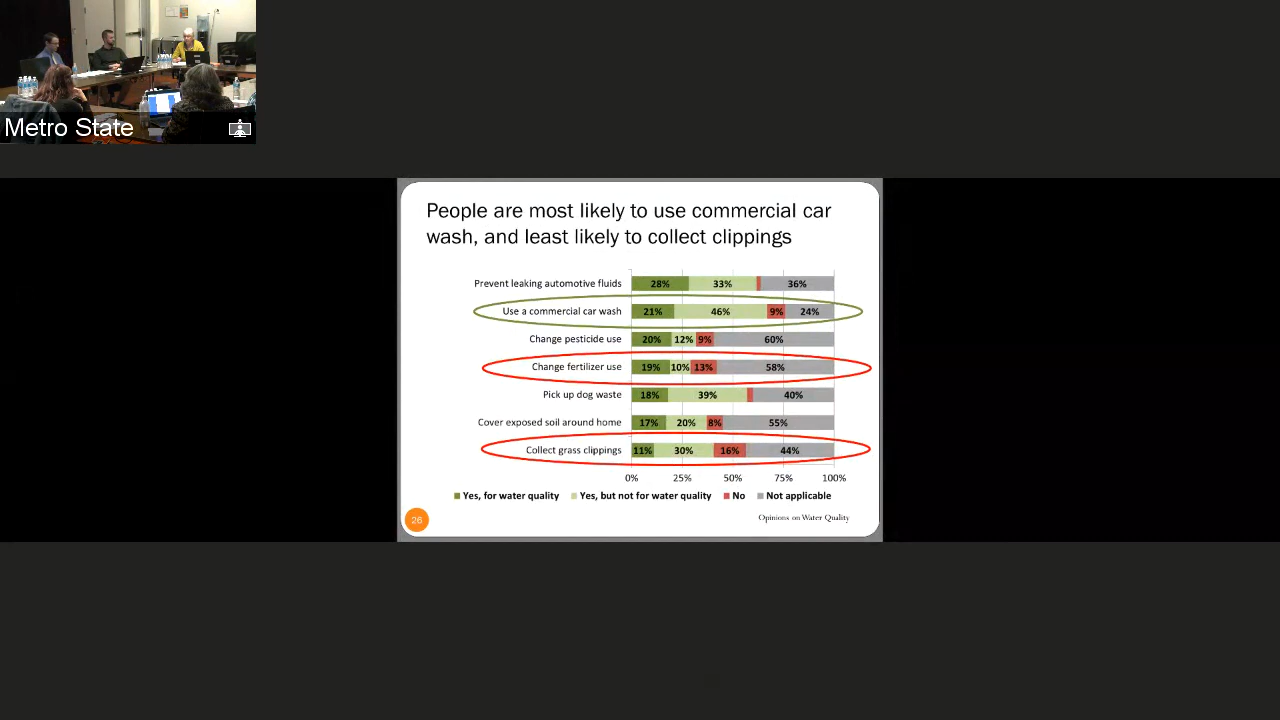 Metro State
People are most likely to use commercial car
wash, and least likely to collect clippings
Prevent leaking automotive fluids 28% 33% 36%
Use a commercial car wash 21% 46% 9% 24%
Change pesticide use 20% 12% 9% 60%
Change fertilizer use 19% 10% 13% 58%
Pick up dog waste 18% 39% 40%
Cover exposed soil around home 17% 20% 8% 55%
Collect grass clippings 11% 30% 16% 44%
0% 25% 50% 75% 100%
Yes, for water quality Yes, but not for water quality No Not applicable
26
Opinions on Water Quality